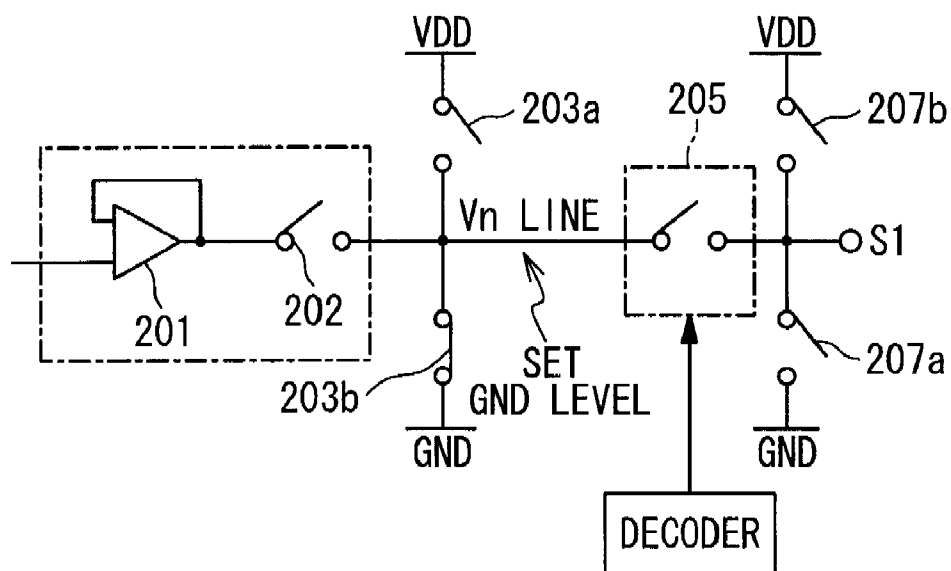 VDD
VDD
203a
205
207b
Vn LINE
S1
201
202
203b
SET
GND LEVEL
207a
GND
GND
DECODER